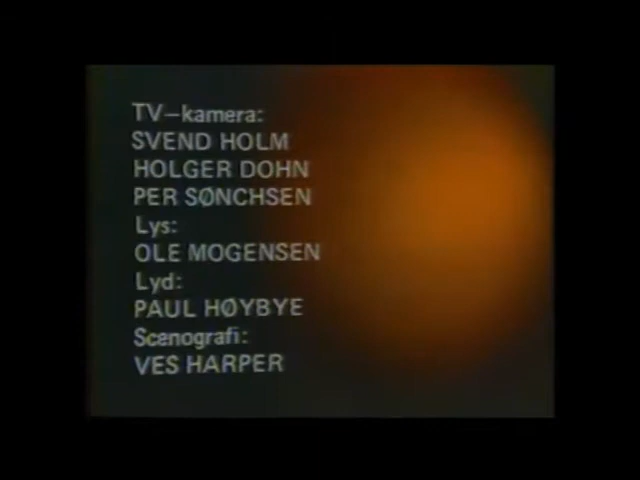 TV-kamera:
SVEND HOLM
HOLGER DOHN
PER SØNCHSEN
Lys:
OLE MOGENSEN
Lyd:
PAUL HØYBYE
Scenografi:
VES HARPER